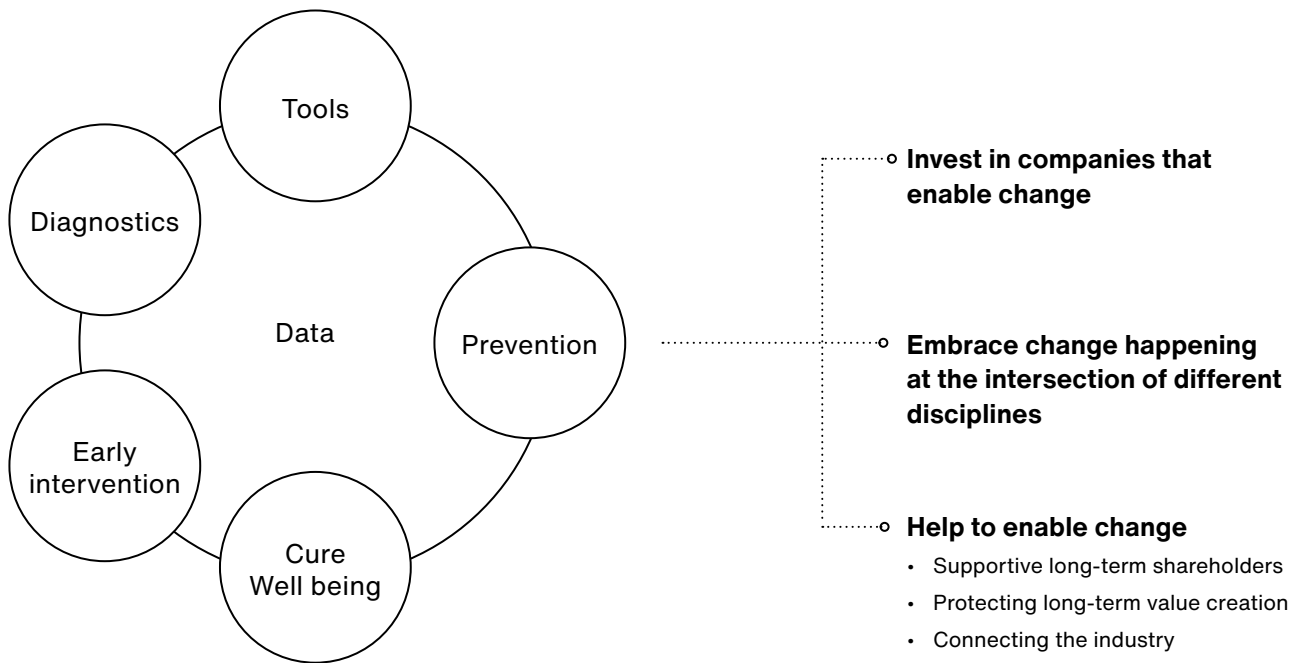 Tools
Diagnostics
Data
Prevention
Early
intervention
Cure
Well being
Invest in companies that
enable change
Embrace change happening
at the intersection of different
disciplines
Help to enable change
• Supportive long-term shareholders
• Protecting long-term value creation
• Connecting the industry